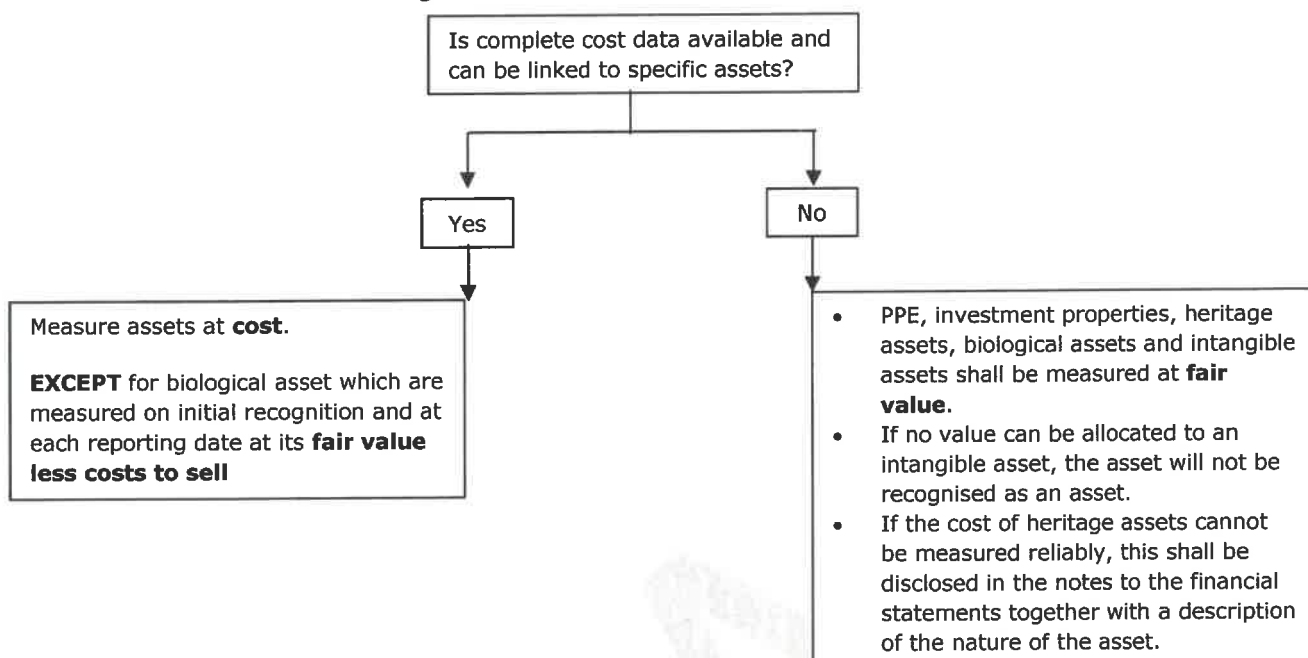 Is complete cost data available and
can be linked to specific assets?
Yes
No
Measure assets at cost.
EXCEPT for biological asset which are
measured on initial recognition and at
each reporting date at its fair value
less costs to sell
• PPE, investment properties, heritage
assets, biological assets and intangible
assets shall be measured at fair
value.
• If no value can be allocated to an
intangible asset, the asset will not be
recognised as an asset.
• If the cost of heritage assets cannot
be measured reliably, this shall be
disclosed in the notes to the financial
statements together with a description
of the nature of the asset.